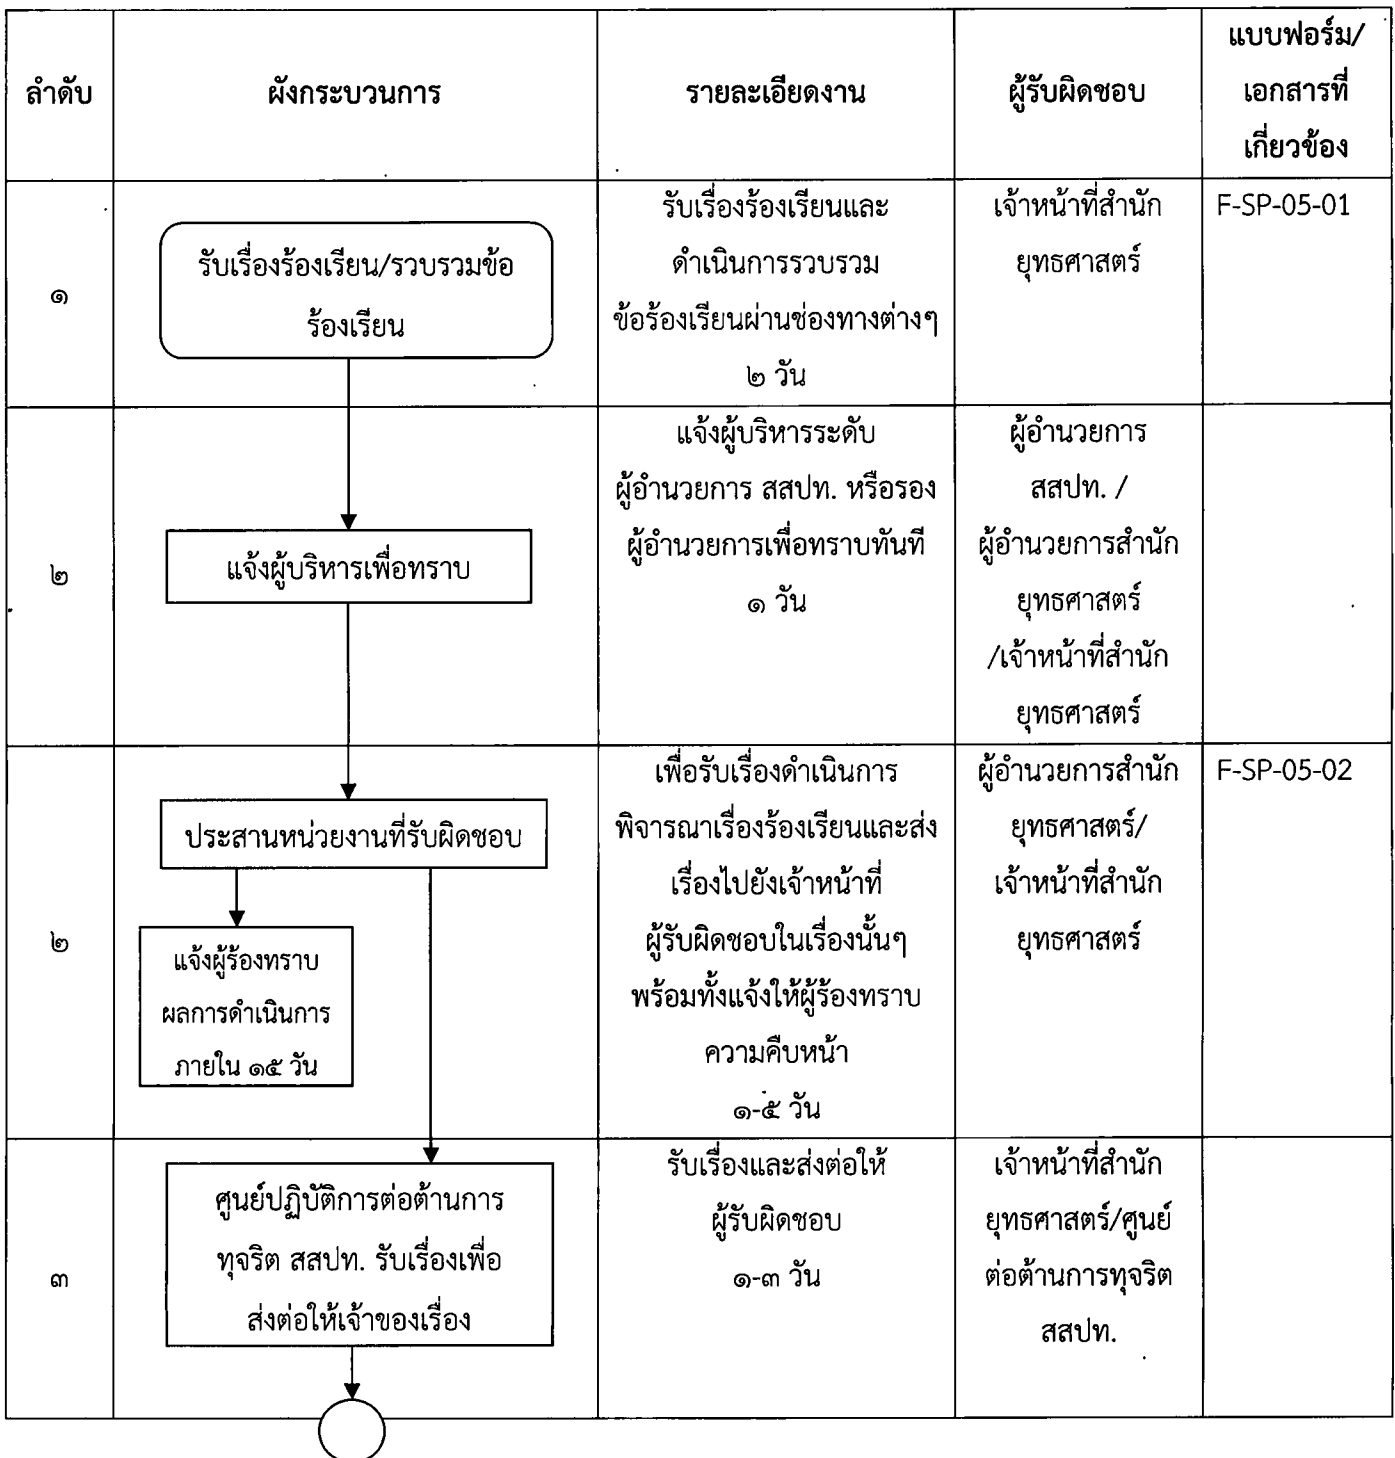 ลำดับ
ผังกระบวนการ
รายละเอียดงาน
ผู้รับผิดชอบ
แบบฟอร์ม/
เอกสารที่
เกี่ยวข้อง
๑
รับเรื่องร้องเรียน/รวบรวมข้อ
ร้องเรียน
รับเรื่องร้องเรียนและ
ดำเนินการรวบรวม
ข้อร้องเรียนผ่านช่องทางต่างๆ
๒ วัน
เจ้าหน้าที่สำนัก
ยุทธศาสตร์
F-SP-05-01
๒
แจ้งผู้บริหารเพื่อทราบ
แจ้งผู้บริหารระดับ
ผู้อำนวยการ สสปท. หรือรอง
ผู้อำนวยการเพื่อทราบทันที
๑ วัน
ผู้อำนวยการ
สสปท. /
ผู้อำนวยการสำนัก
ยุทธศาสตร์
/เจ้าหน้าที่สำนัก
ยุทธศาสตร์
๒
ประสานหน่วยงานที่รับผิดชอบ
แจ้งผู้ร้องทราบ
ผลการดำเนินการ
ภายใน ๑๕ วัน
เพื่อรับเรื่องดำเนินการ
พิจารณาเรื่องร้องเรียนและส่ง
เรื่องไปยังเจ้าหน้าที่
ผู้รับผิดชอบในเรื่องนั้นๆ
พร้อมทั้งแจ้งให้ผู้ร้องทราบ
ความคืบหน้า
๑-๕ วัน
ผู้อำนวยการสำนัก
ยุทธศาสตร์/
เจ้าหน้าที่สำนัก
ยุทธศาสตร์
F-SP-05-02
๓
ศูนย์ปฏิบัติการต่อต้านการ
ทุจริต สสปท. รับเรื่องเพื่อ
ส่งต่อให้เจ้าของเรื่อง
รับเรื่องและส่งต่อให้
ผู้รับผิดชอบ
๑-๓ วัน
เจ้าหน้าที่สำนัก
ยุทธศาสตร์/ศูนย์
ต่อต้านการทุจริต
สสปท.